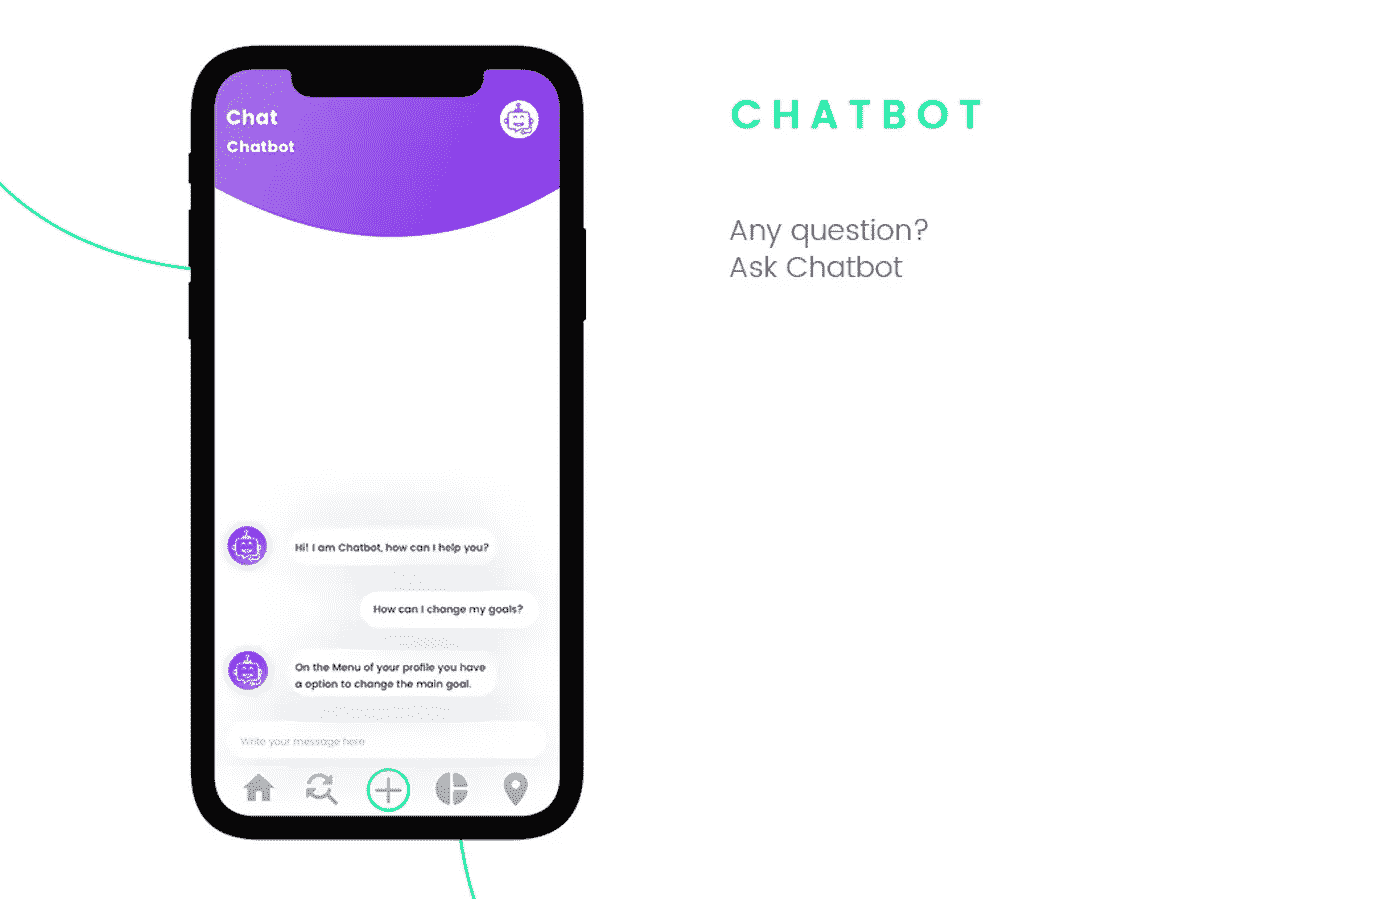 Chat
Chatbot
Hi! I am Chatbot, how can I help you?
How can I change my goals?
On the Menu of your profile you have
a option to change the main goal.
Write your message here
CHATBOT
Any question?
Ask Chatbot